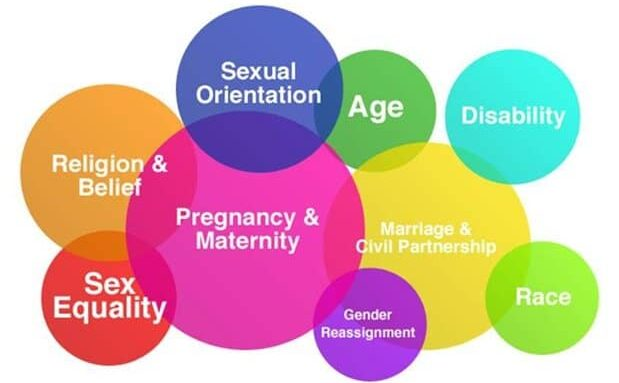 Sexual
Orientation
Age
Disability
Religion &
Belief
Pregnancy &
Maternity
Marriage &
Civil Partnership
Sex
Equality
Gender
Reassignment
Race